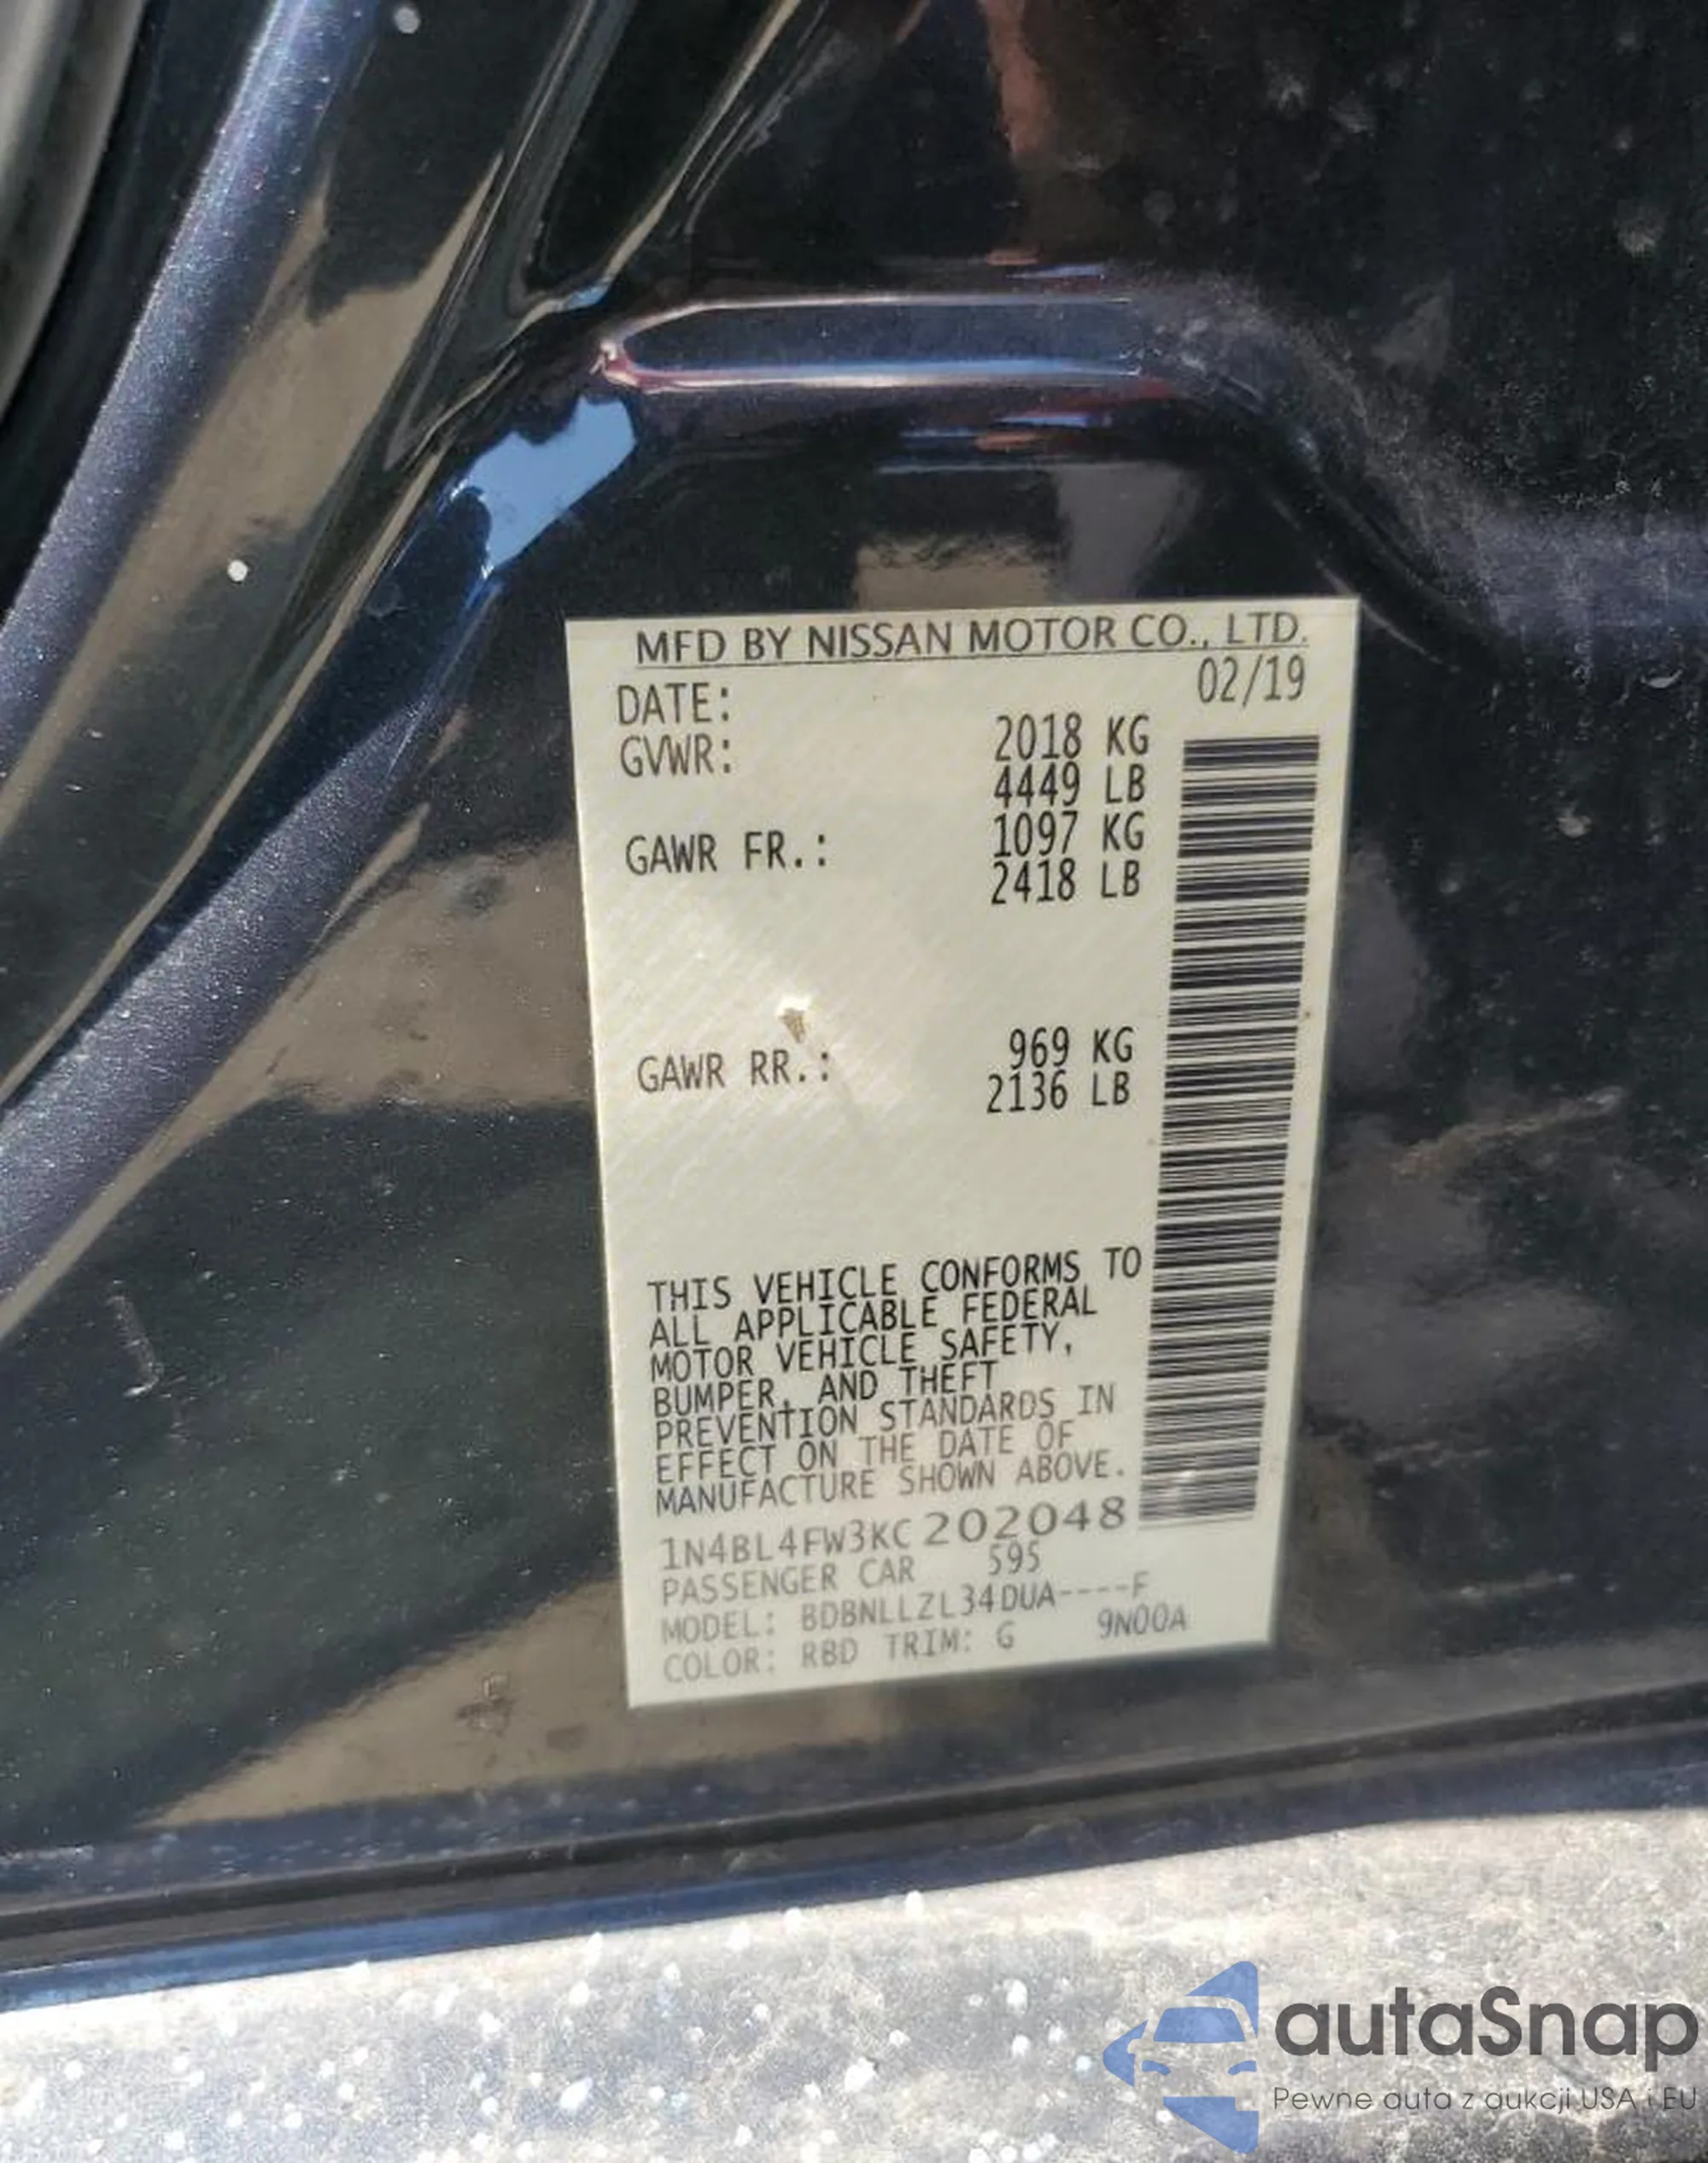 MFD BY NISSAN MOTOR CO., LTD.
DATE: 02/19
GVWR: 2018 KG
4449 LB
GAWR FR.: 1097 KG
2418 LB
GAWR RR.: 969 KG
2136 LB
THIS VEHICLE CONFORMS TO
ALL APPLICABLE FEDERAL
MOTOR VEHICLE SAFETY,
BUMPER, AND THEFT
PREVENTION STANDARDS IN
EFFECT ON THE DATE OF
MANUFACTURE SHOWN ABOVE.
1N4BL4FW3KC202048
PASSENGER CAR 595
MODEL: BDBNLLZL34DUA----F
COLOR: RBD TRIM: G 9N00A
autaSnap
Pewne auta z aukcji USA i EU